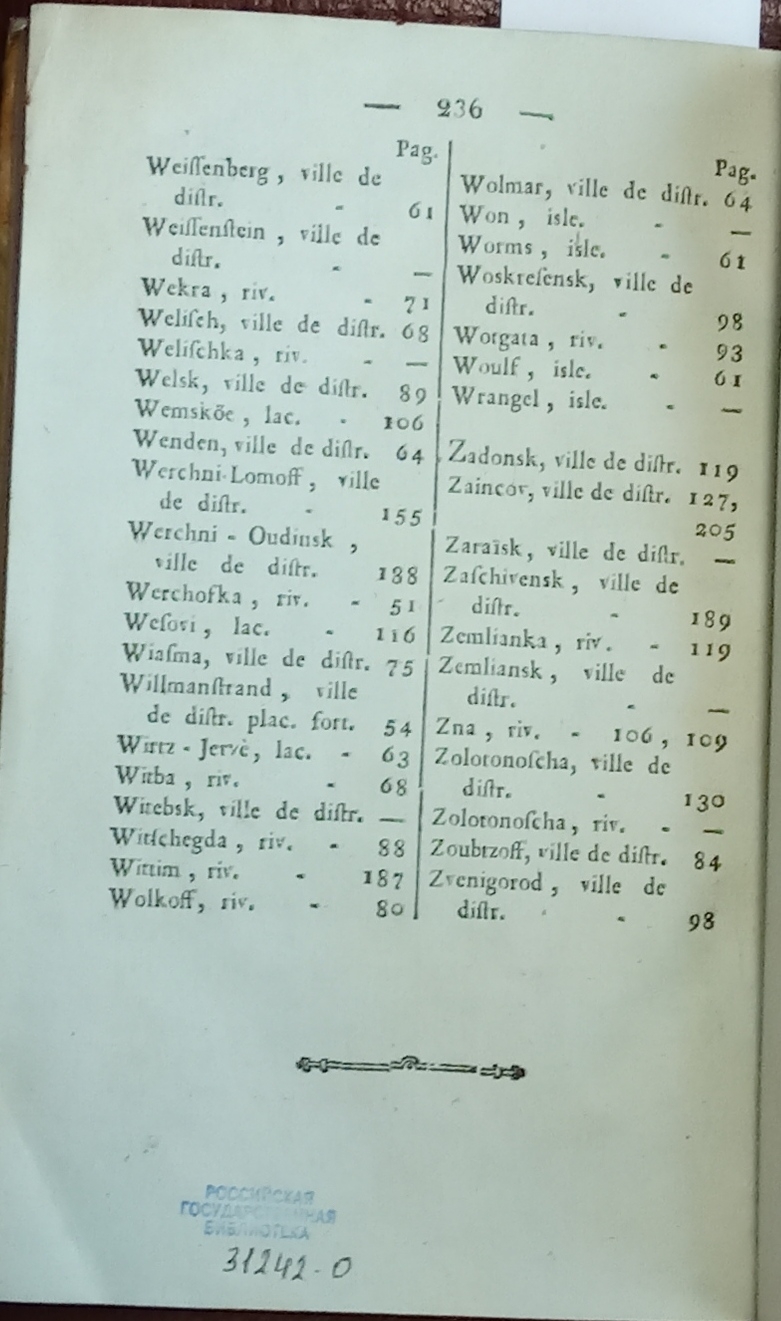 — 236 —
Pag.
Weiſſenberg, ville de
diſtr. - 61
Weiſſenſtein, ville de
diſtr. - —
Wekra, riv. - 71
Weliſch, ville de diſtr. 68
Weliſchka, riv. - —
Welsk, ville de diſtr. 89
Wemskőe, lac. - 106
Wenden, ville de diſtr. 64
Werchni-Lomoff, ville
de diſtr. - 155
Werchni-Oudinsk,
ville de diſtr. 188
Werchofka, riv. - 51
Weſovi, lac. - 116
Wiaſma, ville de diſtr. 75
Willmanſtrand, ville
de diſtr. plac. fort. 54
Wirtz-Jervè, lac. - 63
Witba, riv. - 68
Witebsk, ville de diſtr. —
Witſchegda, riv. - 88
Wittim, riv. - 187
Wolkoff, riv. - 80
Pag.
Wolmar, ville de diſtr. 64
Won, isle. - —
Worms, isle. - 61
Woskreſensk, ville de
diſtr. - 98
Worgata, riv. - 93
Woulf, isle. - 61
Wrangel, isle. - —
Zadonsk, ville de diſtr. 119
Zaincov, ville de diſtr. 127,
205
Zaraïsk, ville de diſtr. —
Zaſchivensk, ville de
diſtr. - 189
Zemlianka, riv. - 119
Zemliansk, ville de
diſtr. - —
Zna, riv. - 106, 109
Zolotonoſcha, ville de
diſtr. - 130
Zolotonoſcha, riv. - —
Zoubtzoff, ville de diſtr. 84
Zvenigorod, ville de
diſtr. - 98
РОССИЙСКАЯ
ГОСУДАРСТВЕННАЯ
БИБЛИОТЕКА
31242-0